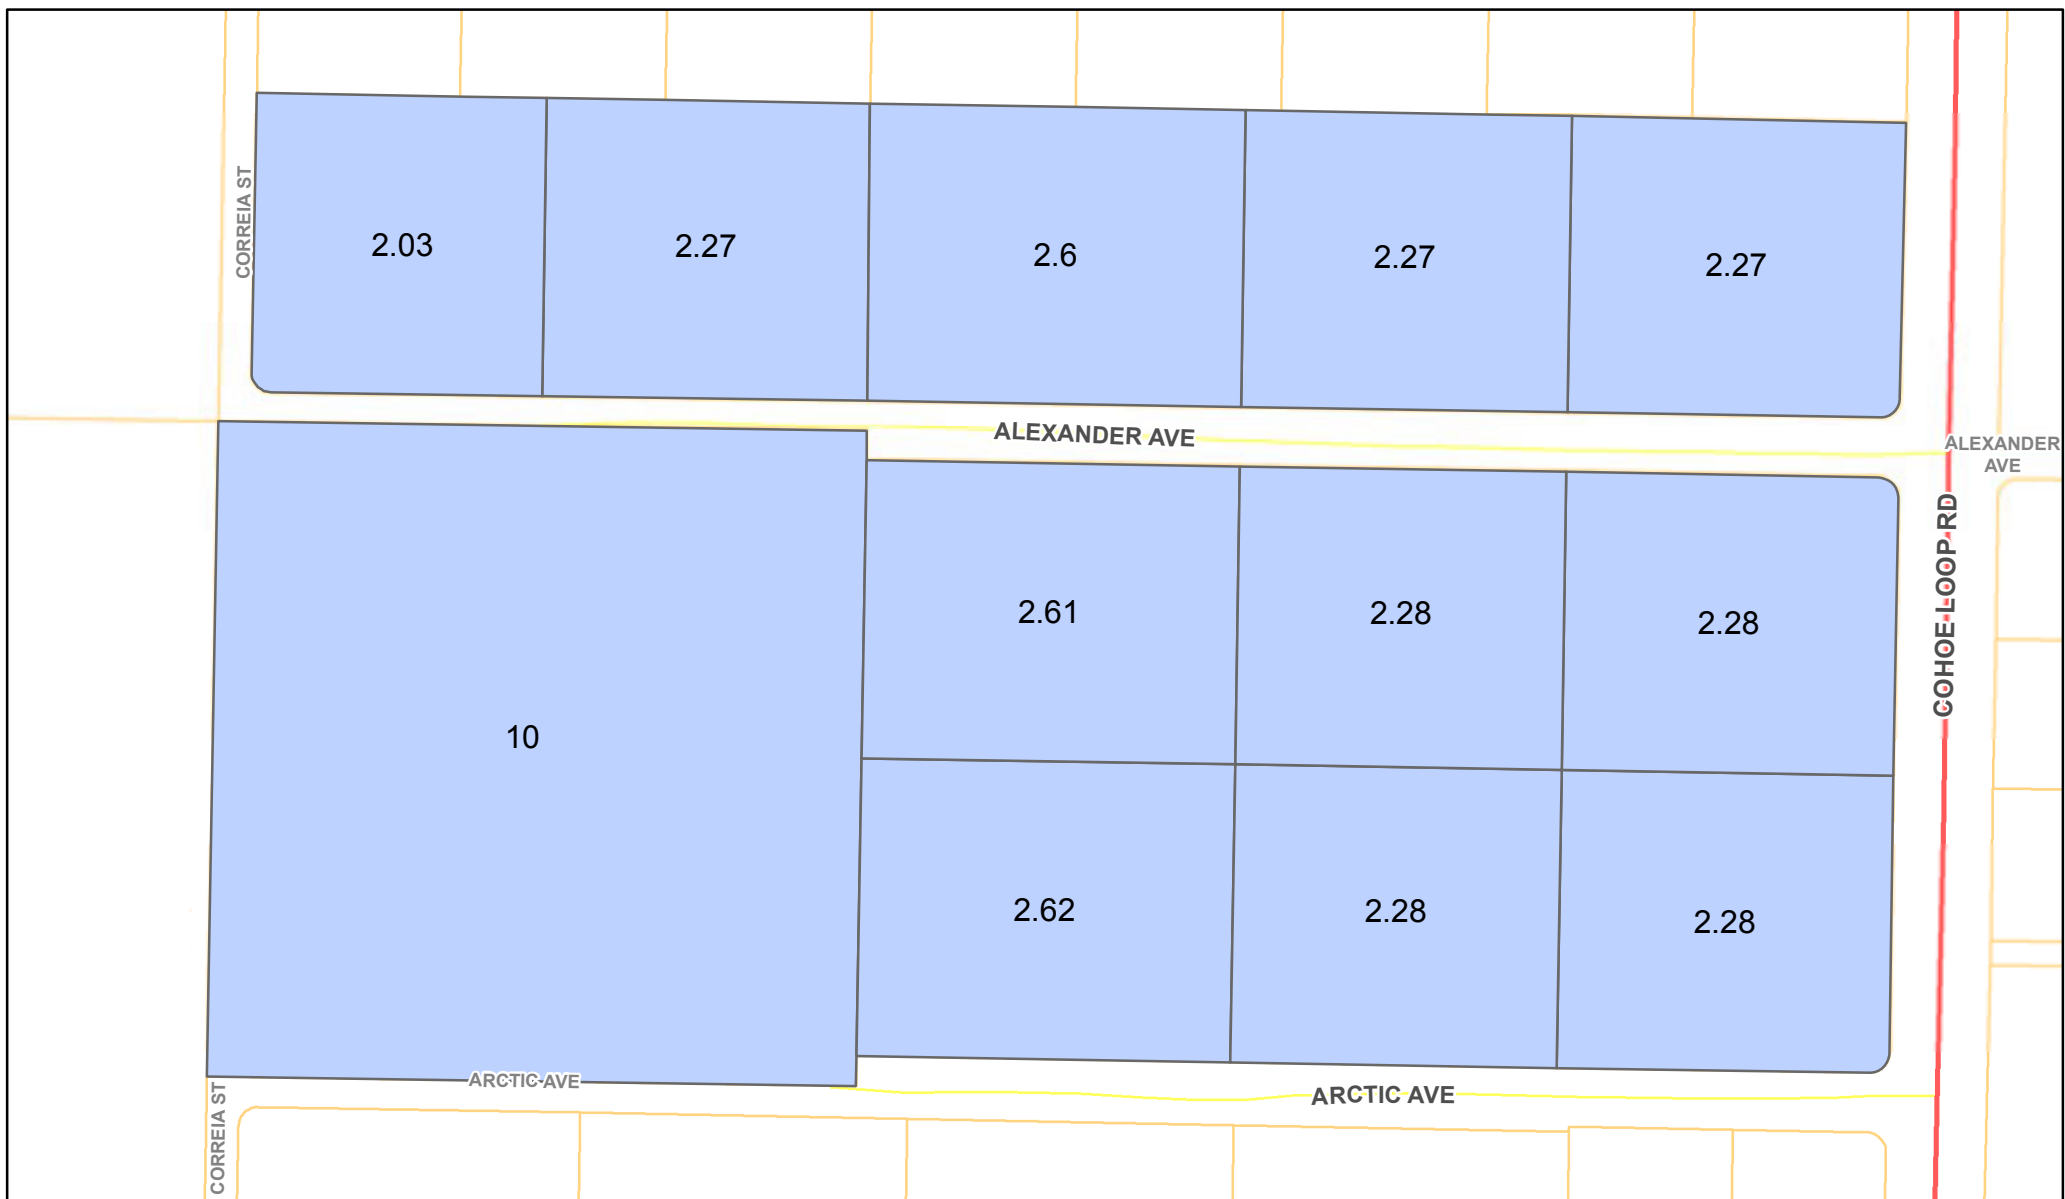 CORREIA ST
2.03
2.27
2.6
2.27
2.27
ALEXANDER AVE
ALEXANDER
AVE
COHOE LOOP RD
2.61
2.28
2.28
10
2.62
2.28
2.28
ARCTIC AVE
ARCTIC AVE
CORREIA ST